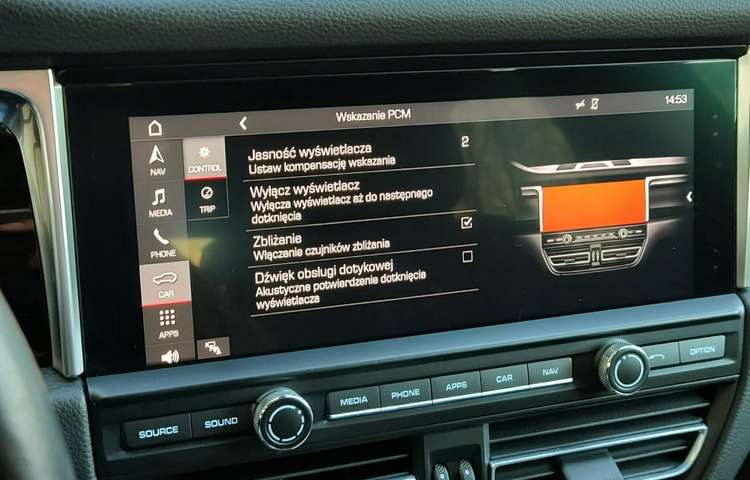 Wskazanie PCM
14:53
NAV
MEDIA
PHONE
CAR
APPS
CONTROL
TRIP
Jasność wyświetlacza 2
Ustaw kompensację wskazania
Wyłącz wyświetlacz
Wyłącza wyświetlacz aż do następnego
dotknięcia
Zbliżanie
Włączenie czujników zbliżania
Dźwięk obsługi dotykowej
Akustyczne potwierdzenie dotknięcia
wyświetlacza
SOURCE SOUND MEDIA PHONE APPS CAR NAV OPTION